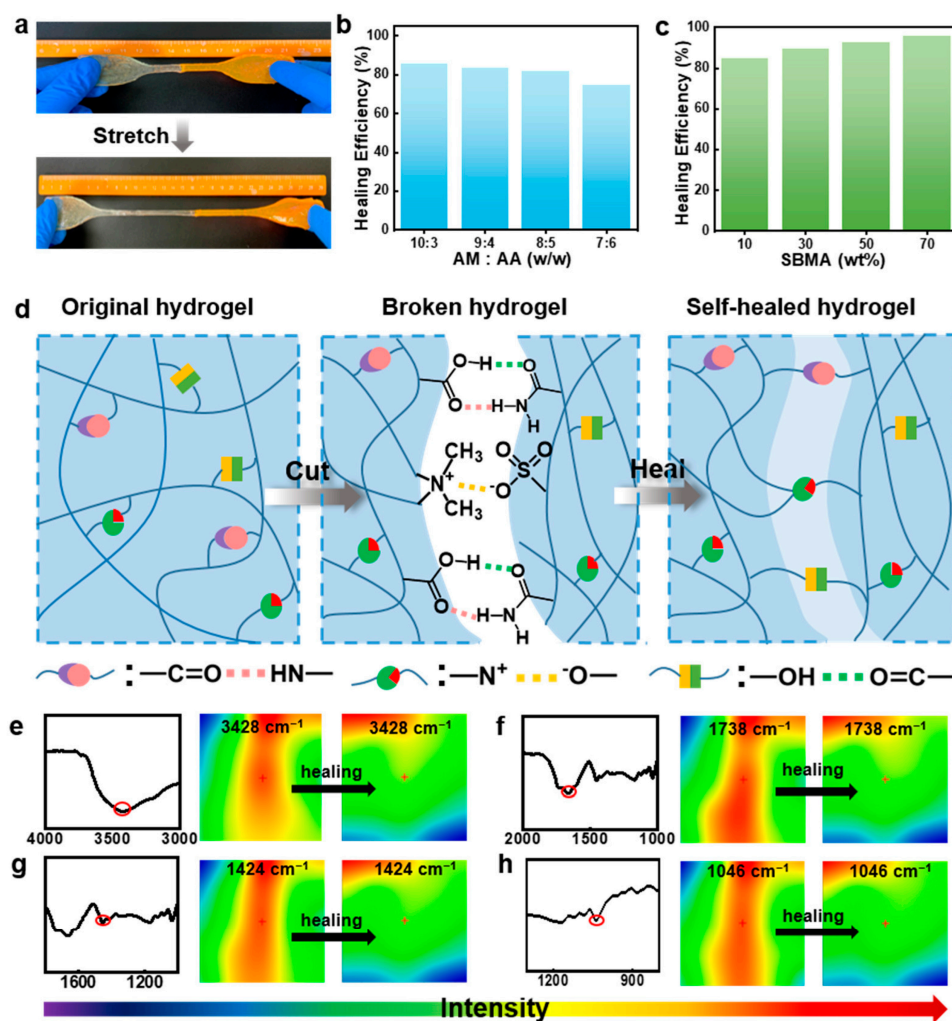 a
Stretch
b
Healing Efficiency (%)
100
80
60
40
20
0
10:3 9:4 8:5 7:6
AM : AA (w/w)
c
Healing Efficiency (%)
100
80
60
40
20
0
10 30 50 70
SBMA (wt%)
d
Original hydrogel
Broken hydrogel
Self-healed hydrogel
Cut
Heal
O
H
O
O
H
N
H
CH₃
N⁺
CH₃
O
O
S
⁻O
O
H
O
O
H
N
H
: —C=O HN—
: —N⁺ ⁻O—
: —OH O=C—
e
4000 3500 3000
3428 cm⁻¹
healing
3428 cm⁻¹
f
2000 1500 1000
1738 cm⁻¹
healing
1738 cm⁻¹
g
1800 1200
1424 cm⁻¹
healing
1424 cm⁻¹
h
1200 900
1046 cm⁻¹
healing
1046 cm⁻¹
Intensity